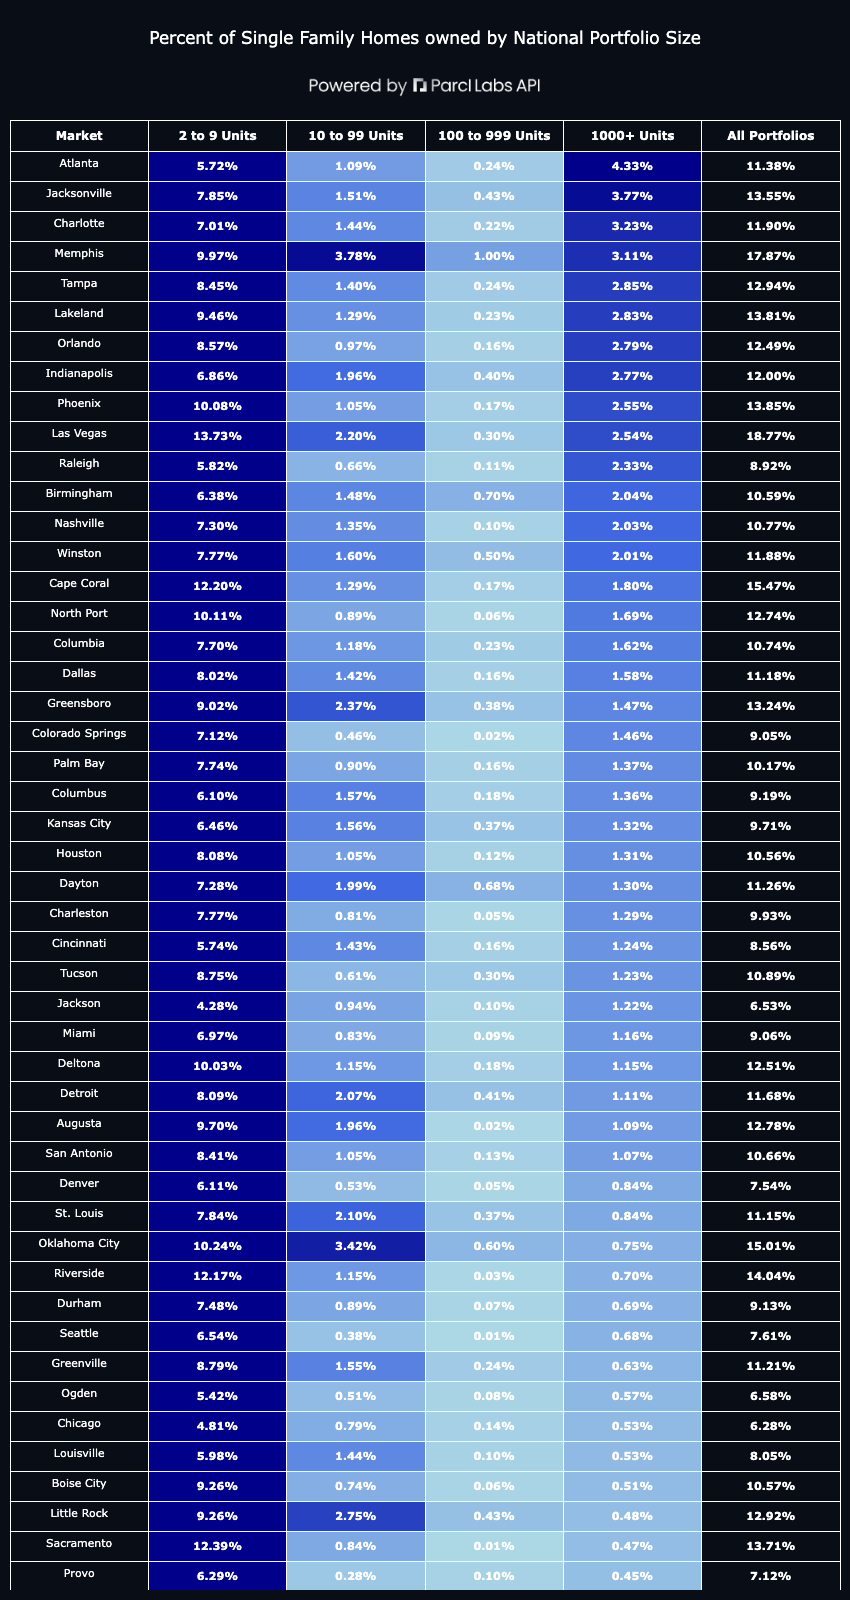 Percent of Single Family Homes owned by National Portfolio Size
Powered by Parcl Labs API
Market 2 to 9 Units 10 to 99 Units 100 to 999 Units 1000+ Units All Portfolios
Atlanta 5.72% 1.09% 0.24% 4.33% 11.38%
Jacksonville 7.85% 1.51% 0.43% 3.77% 13.55%
Charlotte 7.01% 1.44% 0.22% 3.23% 11.90%
Memphis 9.97% 3.78% 1.00% 3.11% 17.87%
Tampa 8.45% 1.40% 0.24% 2.85% 12.94%
Lakeland 9.46% 1.29% 0.23% 2.83% 13.81%
Orlando 8.57% 0.97% 0.16% 2.79% 12.49%
Indianapolis 6.86% 1.96% 0.40% 2.77% 12.00%
Phoenix 10.08% 1.05% 0.17% 2.55% 13.85%
Las Vegas 13.73% 2.20% 0.30% 2.54% 18.77%
Raleigh 5.82% 0.66% 0.11% 2.33% 8.92%
Birmingham 6.38% 1.48% 0.70% 2.04% 10.59%
Nashville 7.30% 1.35% 0.10% 2.03% 10.77%
Winston 7.77% 1.60% 0.50% 2.01% 11.88%
Cape Coral 12.20% 1.29% 0.17% 1.80% 15.47%
North Port 10.11% 0.89% 0.06% 1.69% 12.74%
Columbia 7.70% 1.18% 0.23% 1.62% 10.74%
Dallas 8.02% 1.42% 0.16% 1.58% 11.18%
Greensboro 9.02% 2.37% 0.38% 1.47% 13.24%
Colorado Springs 7.12% 0.46% 0.02% 1.46% 9.05%
Palm Bay 7.74% 0.90% 0.16% 1.37% 10.17%
Columbus 6.10% 1.57% 0.18% 1.36% 9.19%
Kansas City 6.46% 1.56% 0.37% 1.32% 9.71%
Houston 8.08% 1.05% 0.12% 1.31% 10.56%
Dayton 7.28% 1.99% 0.68% 1.30% 11.26%
Charleston 7.77% 0.81% 0.05% 1.29% 9.93%
Cincinnati 5.74% 1.43% 0.16% 1.24% 8.56%
Tucson 8.75% 0.61% 0.30% 1.23% 10.89%
Jackson 4.28% 0.94% 0.10% 1.22% 6.53%
Miami 6.97% 0.83% 0.09% 1.16% 9.06%
Deltona 10.03% 1.15% 0.18% 1.15% 12.51%
Detroit 8.09% 2.07% 0.41% 1.11% 11.68%
Augusta 9.70% 1.96% 0.02% 1.09% 12.78%
San Antonio 8.41% 1.05% 0.13% 1.07% 10.66%
Denver 6.11% 0.53% 0.05% 0.84% 7.54%
St. Louis 7.84% 2.10% 0.37% 0.84% 11.15%
Oklahoma City 10.24% 3.42% 0.60% 0.75% 15.01%
Riverside 12.17% 1.15% 0.03% 0.70% 14.04%
Durham 7.48% 0.89% 0.07% 0.69% 9.13%
Seattle 6.54% 0.38% 0.01% 0.68% 7.61%
Greenville 8.79% 1.55% 0.24% 0.63% 11.21%
Ogden 5.42% 0.51% 0.08% 0.57% 6.58%
Chicago 4.81% 0.79% 0.14% 0.53% 6.28%
Louisville 5.98% 1.44% 0.10% 0.53% 8.05%
Boise City 9.26% 0.74% 0.06% 0.51% 10.57%
Little Rock 9.26% 2.75% 0.43% 0.48% 12.92%
Sacramento 12.39% 0.84% 0.01% 0.47% 13.71%
Provo 6.29% 0.28% 0.10% 0.45% 7.12%